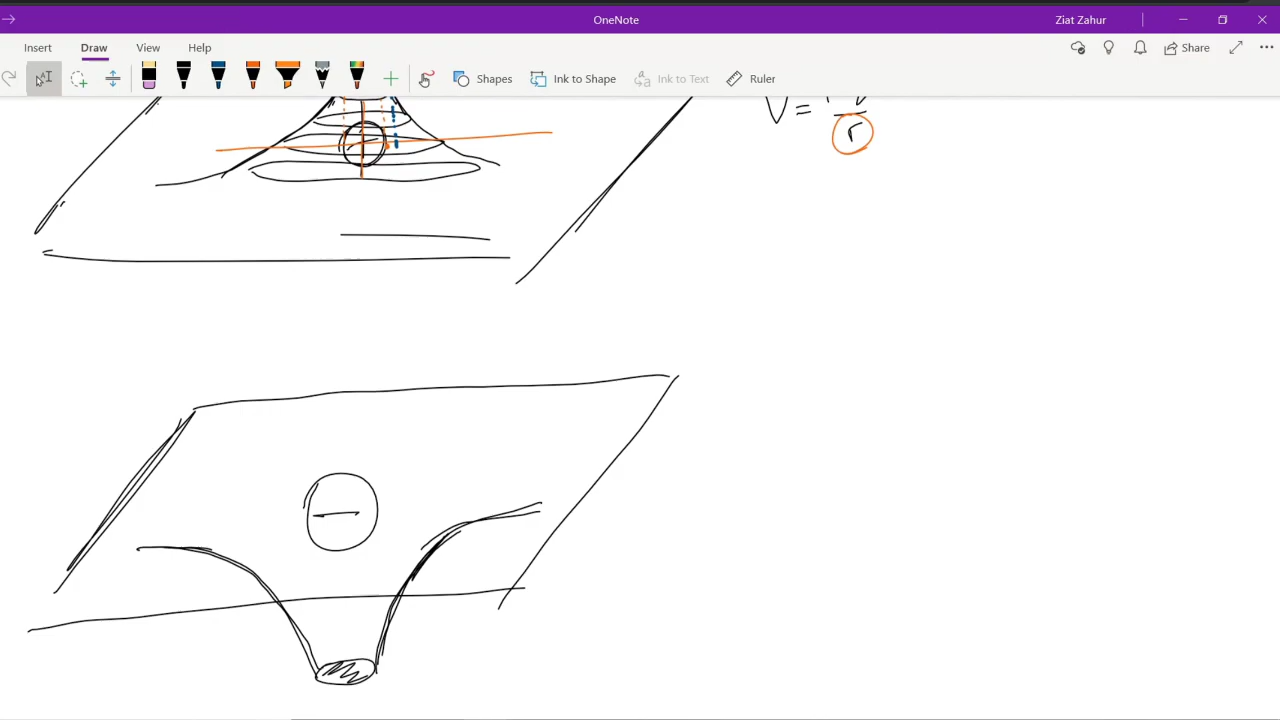 OneNote
Ziat Zahur
Insert Draw View Help
Share
Shapes
Ink to Shape
Ink to Text
Ruler
V =
r